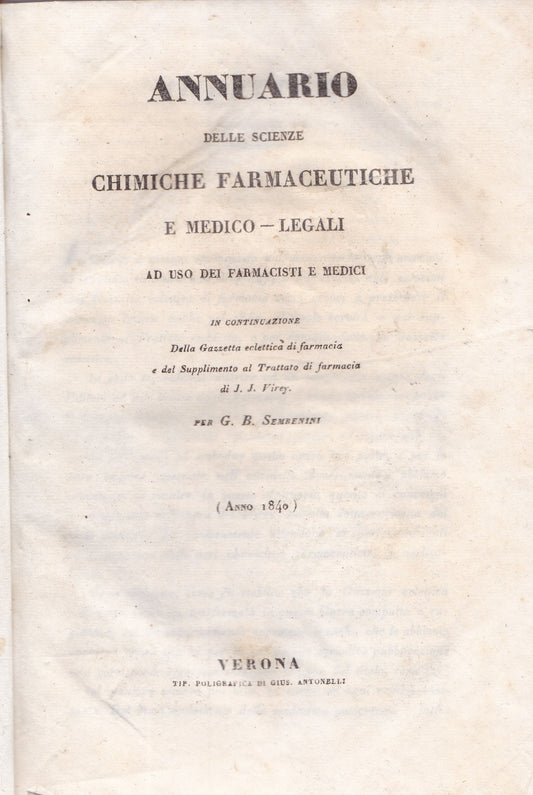 ANNUARIO
DELLE SCIENZE
CHIMICHE FARMACEUTICHE
E MEDICO — LEGALI
AD USO DEI FARMACISTI E MEDICI
IN CONTINUAZIONE
Della Gazzetta eclettica di farmacia
e del Supplimento al Trattato di farmacia
di J. J. Virey.
PER G. B. SEMBENINI
( ANNO 1840 )
VERONA
TIP. POLIGRAFICA DI GIUS. ANTONELLI